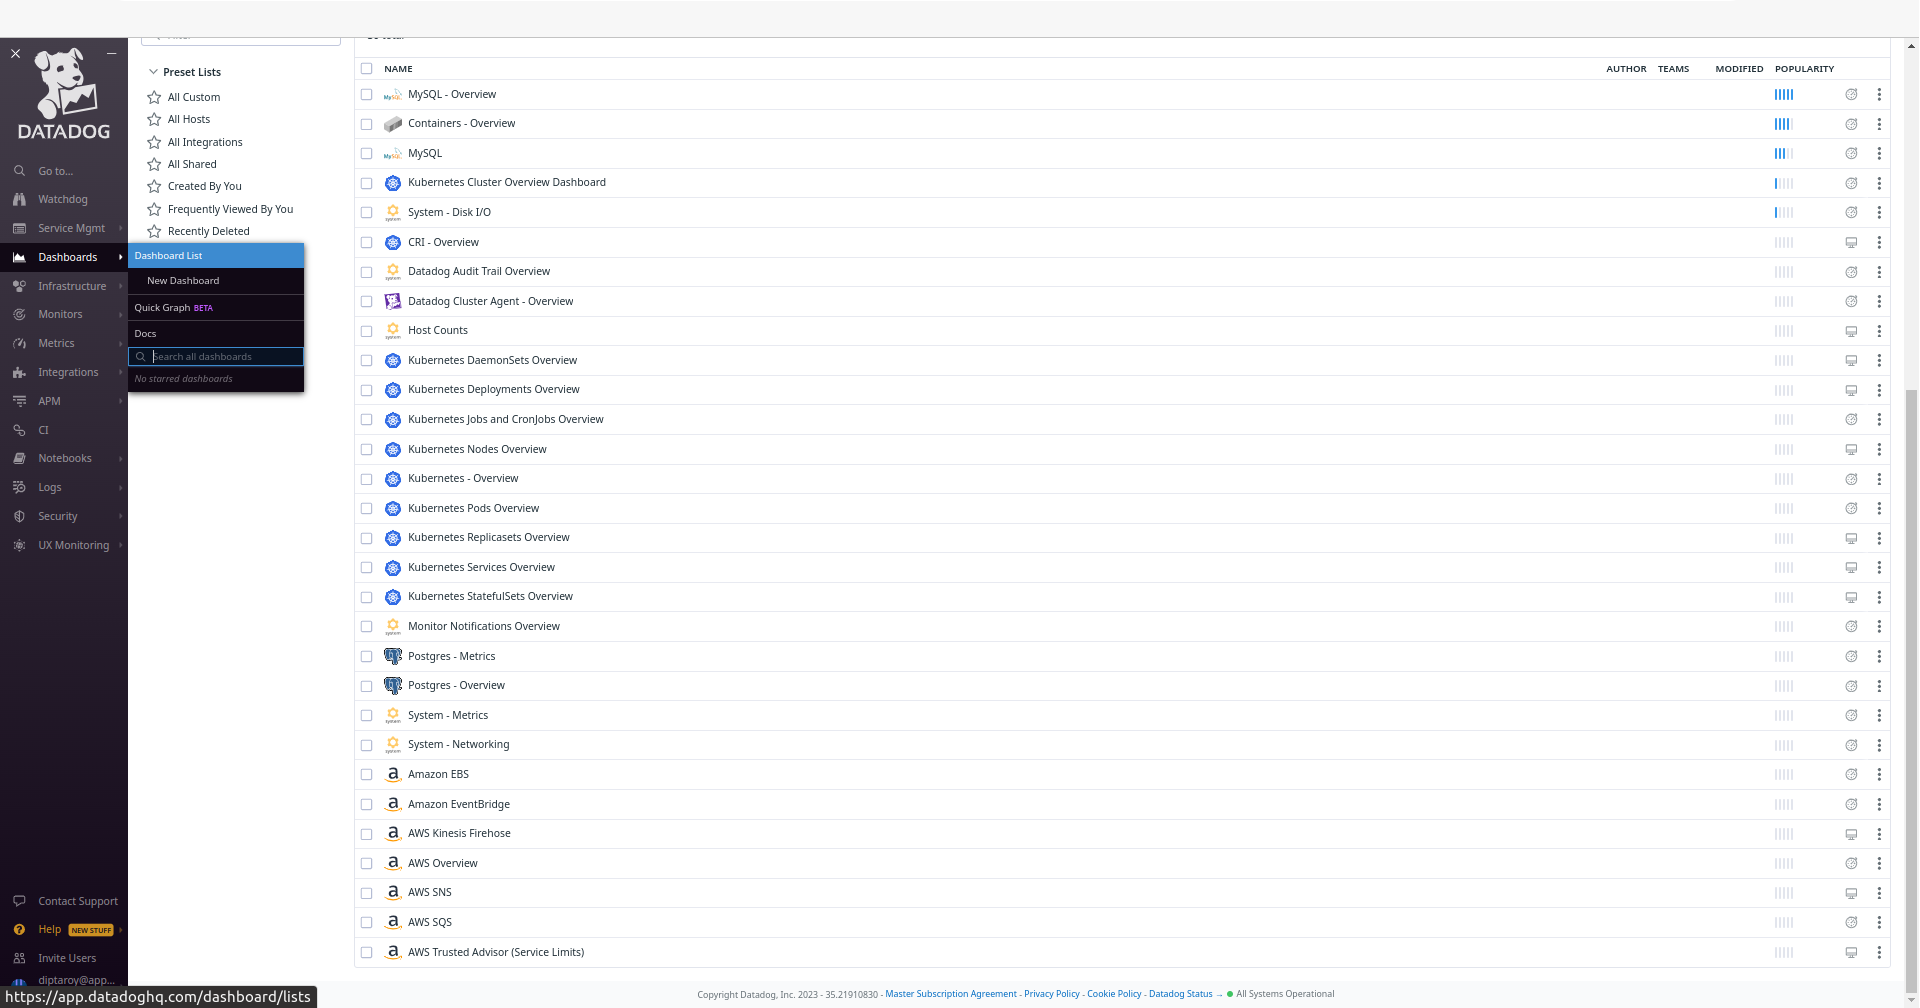 DATADOG
Go to...
Watchdog
Service Mgmt
Dashboards
Infrastructure
Monitors
Metrics
Integrations
APM
CI
Notebooks
Logs
Security
UX Monitoring
Contact Support
Help NEW STUFF
Invite Users
diptaroy@app...
https://app.datadoghq.com/dashboard/lists
Preset Lists
All Custom
All Hosts
All Integrations
All Shared
Created By You
Frequently Viewed By You
Recently Deleted
Dashboard List
New Dashboard
Quick Graph BETA
Docs
Search all dashboards
No starred dashboards
NAME AUTHOR TEAMS MODIFIED POPULARITY
MySQL MySQL - Overview
Containers - Overview
MySQL MySQL
Kubernetes Cluster Overview Dashboard
system System - Disk I/O
CRI - Overview
system Datadog Audit Trail Overview
Datadog Cluster Agent - Overview
system Host Counts
Kubernetes DaemonSets Overview
Kubernetes Deployments Overview
Kubernetes Jobs and CronJobs Overview
Kubernetes Nodes Overview
Kubernetes - Overview
Kubernetes Pods Overview
Kubernetes Replicasets Overview
Kubernetes Services Overview
Kubernetes StatefulSets Overview
system Monitor Notifications Overview
Postgres - Metrics
Postgres - Overview
system System - Metrics
system System - Networking
a Amazon EBS
a Amazon EventBridge
a AWS Kinesis Firehose
a AWS Overview
a AWS SNS
a AWS SQS
a AWS Trusted Advisor (Service Limits)
Copyright Datadog, Inc. 2023 - 35.21910830 - Master Subscription Agreement - Privacy Policy - Cookie Policy - Datadog Status → All Systems Operational